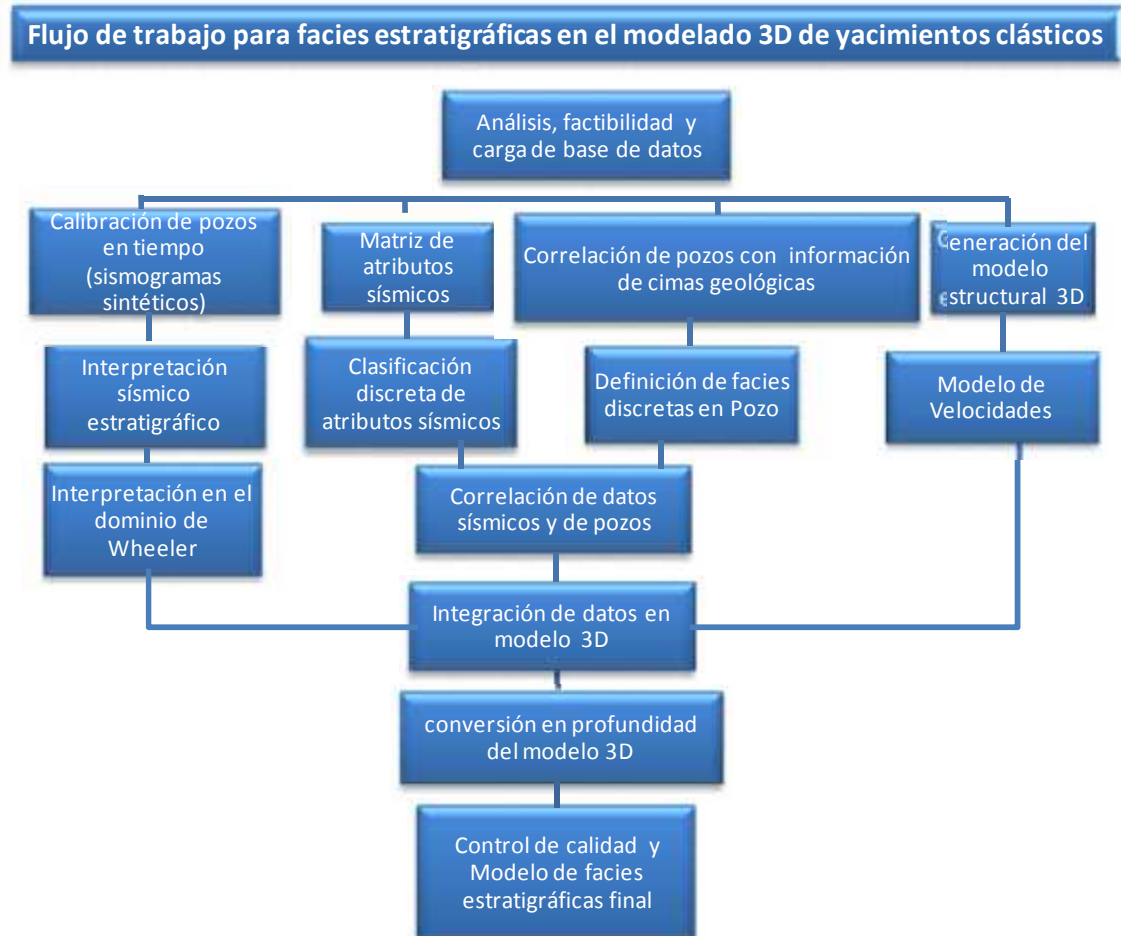 Flujo de trabajo para facies estratigráficas en el modelado 3D de yacimientos clásticos
Análisis, factibilidad y
carga de base de datos
Calibración de pozos
en tiempo
(sismogramas
sintéticos)
Matriz de
atributos
sísmicos
Correlación de pozos con información
de cimas geológicas
Generación del
modelo
estructural 3D
Interpretación
sísmico
estratigráfico
Clasificación
discreta de
atributos sísmicos
Definición de facies
discretas en Pozo
Modelo de
Velocidades
Interpretación en el
dominio de
Wheeler
Correlación de datos
sísmicos y de pozos
Integración de datos en
modelo 3D
conversión en profundidad
del modelo 3D
Control de calidad y
Modelo de facies
estratigráficas final